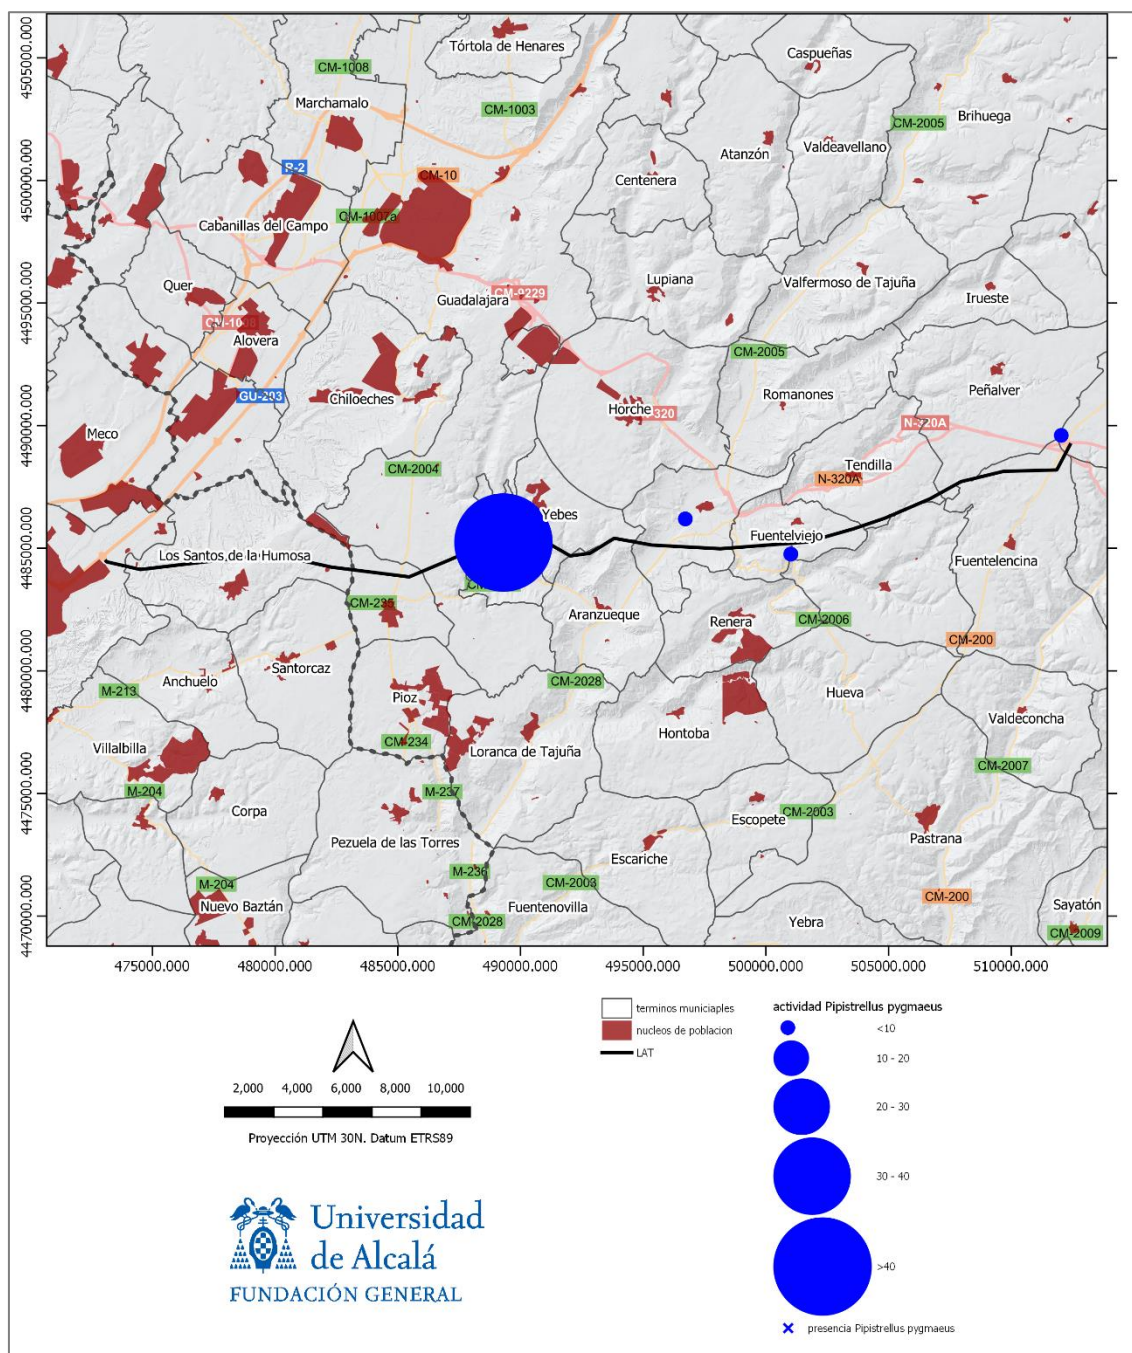 Tórtola de Henares
Caspueñas
CM-1008
Marchamalo
CM-1003
CM-2005
Brihuega
Atanzón
Valdeavellano
R-2
CM-10
Centenera
CM-1007a
Cabanillas del Campo
Lupiana
Valfermoso de Tajuña
Quer
CM-9229
Guadalajara
Irueste
CM-1008
Alovera
CM-2005
Peñalver
GU-203
Chiloeches
Romanones
Horche
N-320
N-320A
Meco
CM-2004
Tendilla
N-320A
Yebes
Fuentelviejo
Los Santos de la Humosa
Fuentelencina
CM-235
Aranzueque
Renera
CM-2006
CM-200
Santorcaz
Anchuelo
M-213
CM-2028
Pioz
Hueva
Valdeconcha
Villalbilla
CM-234
Loranca de Tajuña
Hontoba
CM-2007
M-204
M-237
Corpa
Escopete
CM-2003
Pezuela de las Torres
Pastrana
Escariche
M-204
M-236
CM-2003
Nuevo Baztán
Fuentenovilla
CM-200
Sayatón
CM-2028
Yebra
CM-2009
4505000.000
4500000.000
4495000.000
4490000.000
4485000.000
4480000.000
4475000.000
4470000.000
475000.000 480000.000 485000.000 490000.000 495000.000 500000.000 505000.000 510000.000
terminos municiaples
nucleos de poblacion
LAT
actividad Pipistrellus pygmaeus
<10
10 - 20
20 - 30
30 - 40
>40
presencia Pipistrellus pygmaeus
2,000 4,000 6,000 8,000 10,000
Proyección UTM 30N. Datum ETRS89
Universidad
de Alcalá
FUNDACIÓN GENERAL